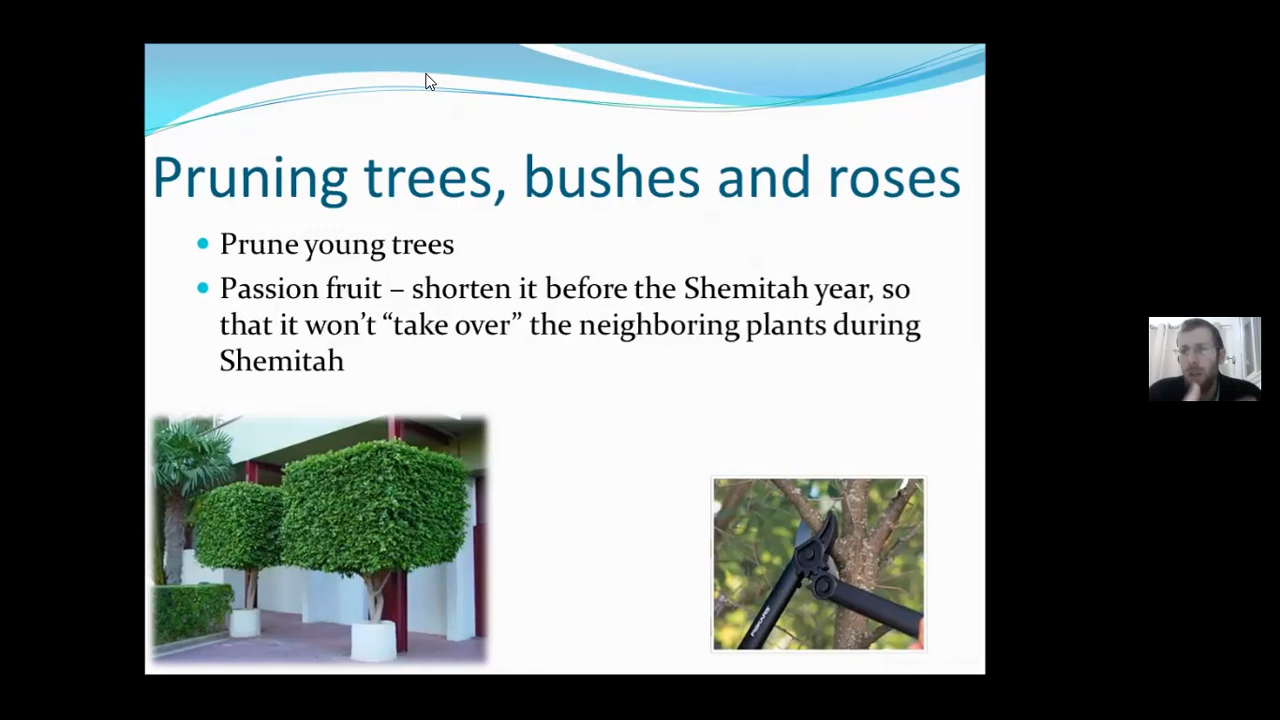 Pruning trees, bushes and roses
Prune young trees
Passion fruit – shorten it before the Shemitah year, so
that it won’t “take over” the neighboring plants during
Shemitah
FISKARS